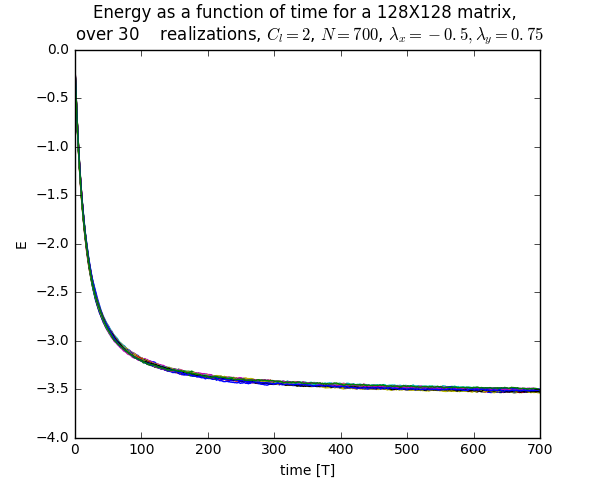 Energy as a function of time for a 128X128 matrix,
over 30 realizations, $C_l = 2$, $N = 700$, $\lambda_x = -0.5, \lambda_y = 0.75$
0.0
−0.5
−1.0
−1.5
−2.0
−2.5
−3.0
−3.5
−4.0
E
0 100 200 300 400 500 600 700
time [T]